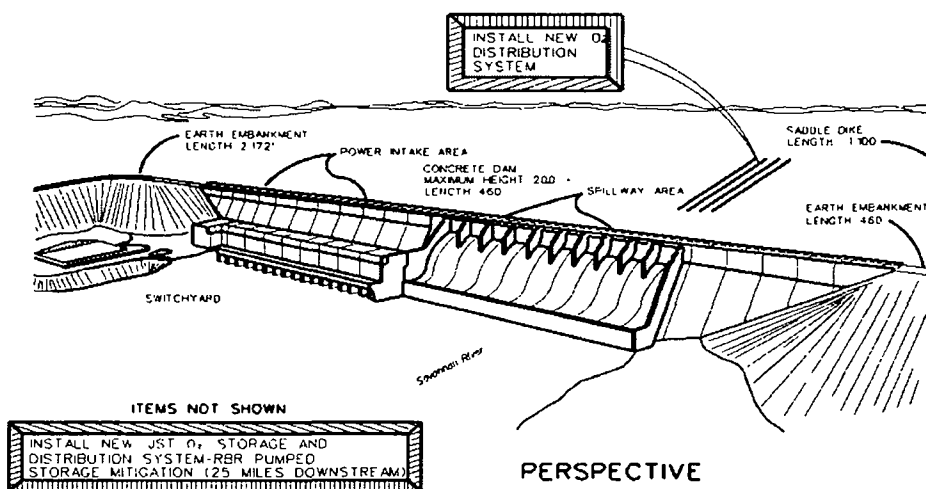 INSTALL NEW O2
DISTRIBUTION
SYSTEM
EARTH EMBANKMENT
LENGTH 2,172'
POWER INTAKE AREA
CONCRETE DAM
MAXIMUM HEIGHT 200
LENGTH 460
SPILLWAY AREA
SADDLE DIKE
LENGTH 1,100
EARTH EMBANKMENT
LENGTH 460
SWITCHYARD
Savannah River
ITEMS NOT SHOWN
INSTALL NEW JST O2 STORAGE AND
DISTRIBUTION SYSTEM-RBR PUMPED
STORAGE MITIGATION (25 MILES DOWNSTREAM)
PERSPECTIVE